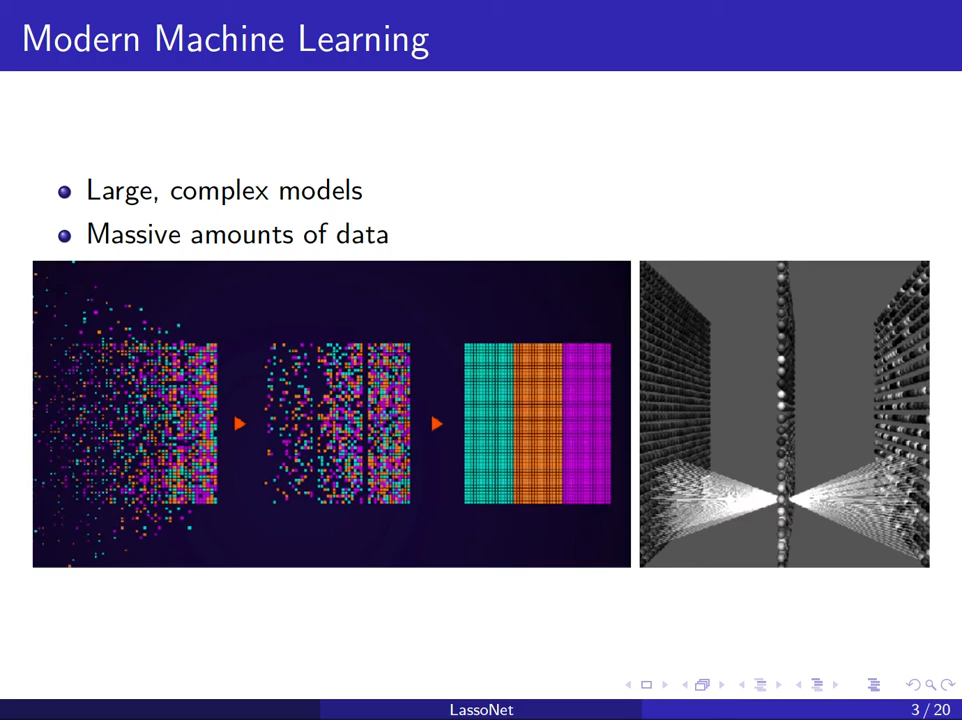 Modern Machine Learning
Large, complex models
Massive amounts of data
LassoNet
3 / 20